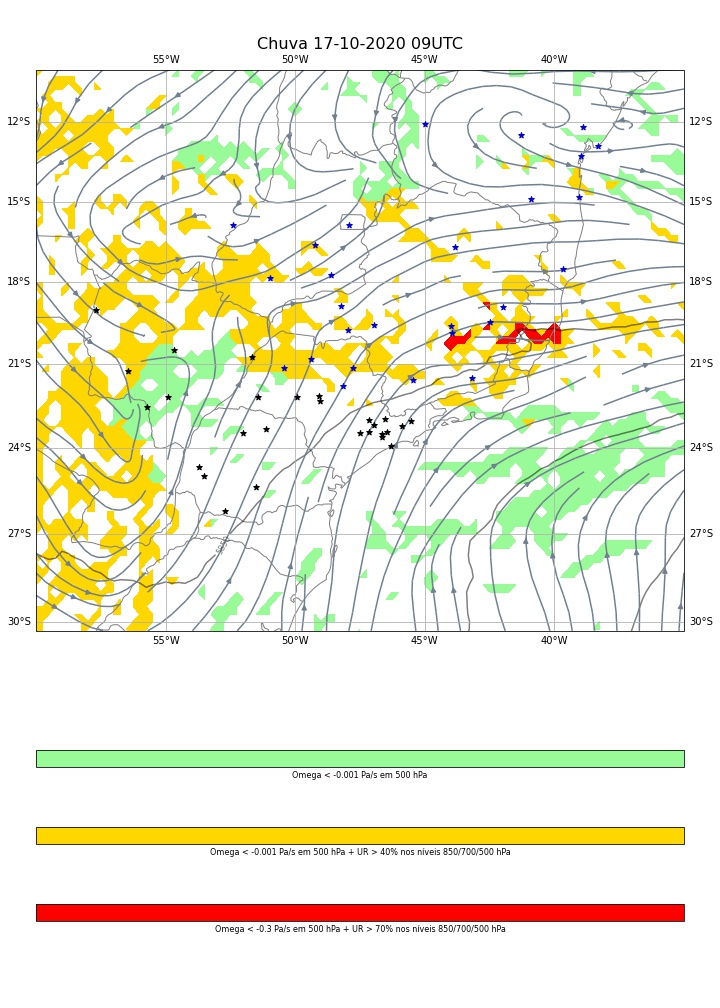 Chuva 17-10-2020 09UTC
55°W 50°W 45°W 40°W
12°S 12°S
15°S 15°S
18°S 18°S
21°S 21°S
24°S 24°S
27°S 27°S
30°S 30°S
55°W 50°W 45°W 40°W
Omega < -0.001 Pa/s em 500 hPa
Omega < -0.001 Pa/s em 500 hPa + UR > 40% nos níveis 850/700/500 hPa
Omega < -0.3 Pa/s em 500 hPa + UR > 70% nos níveis 850/700/500 hPa